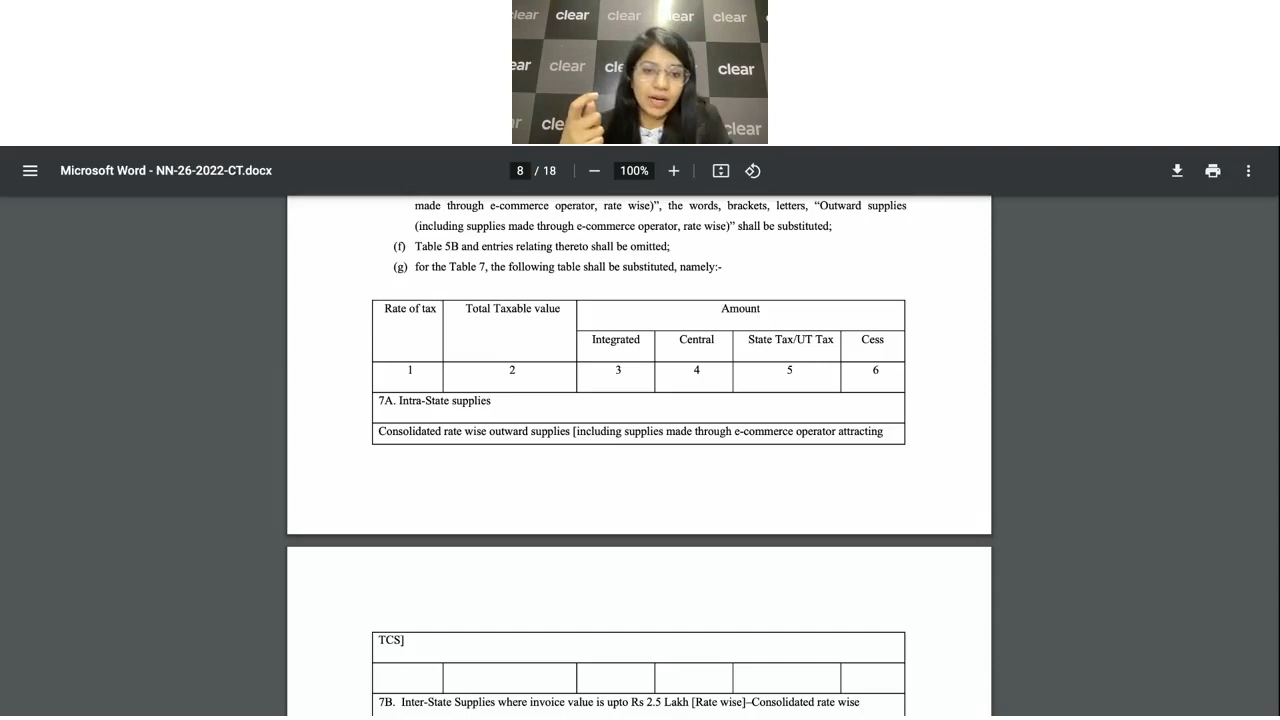 clear clear clear clear clear
ear clear cle clear
r cle clear
Microsoft Word - NN-26-2022-CT.docx 8 / 18 100%
made through e-commerce operator, rate wise)”, the words, brackets, letters, “Outward supplies
(including supplies made through e-commerce operator, rate wise)” shall be substituted;
(f) Table 5B and entries relating thereto shall be omitted;
(g) for the Table 7, the following table shall be substituted, namely:-
Rate of tax Total Taxable value Amount
Integrated Central State Tax/UT Tax Cess
1 2 3 4 5 6
7A. Intra-State supplies
Consolidated rate wise outward supplies [including supplies made through e-commerce operator attracting
TCS]
7B. Inter-State Supplies where invoice value is upto Rs 2.5 Lakh [Rate wise]–Consolidated rate wise